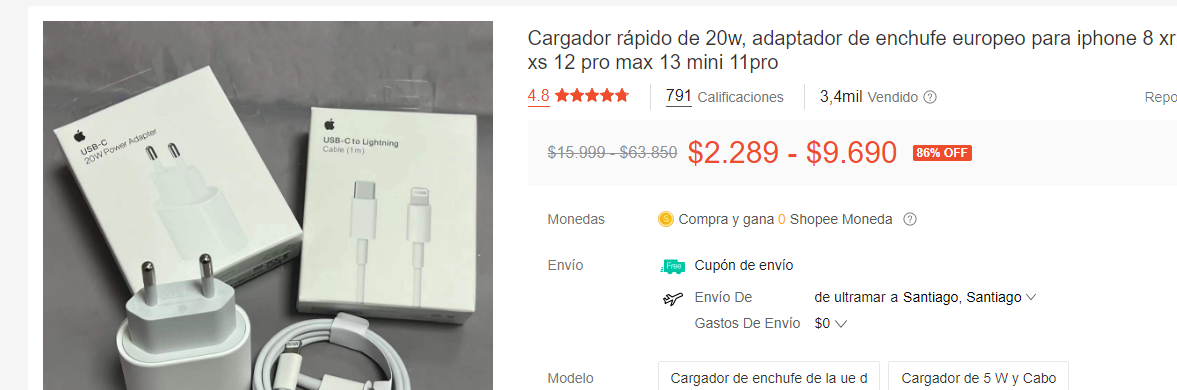 Cargador rápido de 20w, adaptador de enchufe europeo para iphone 8 xr
xs 12 pro max 13 mini 11pro
4.8
791 Calificaciones
3,4mil Vendido
Repo
$15.999 - $63.850 $2.289 - $9.690 86% OFF
USB-C
20W Power Adapter
USB-C to Lightning
Cable (1m)
Monedas
Compra y gana 0 Shopee Moneda
Envío
Free Cupón de envío
Envío De de ultramar a Santiago, Santiago
Gastos De Envío $0
Modelo
Cargador de enchufe de la ue d
Cargador de 5 W y Cabo